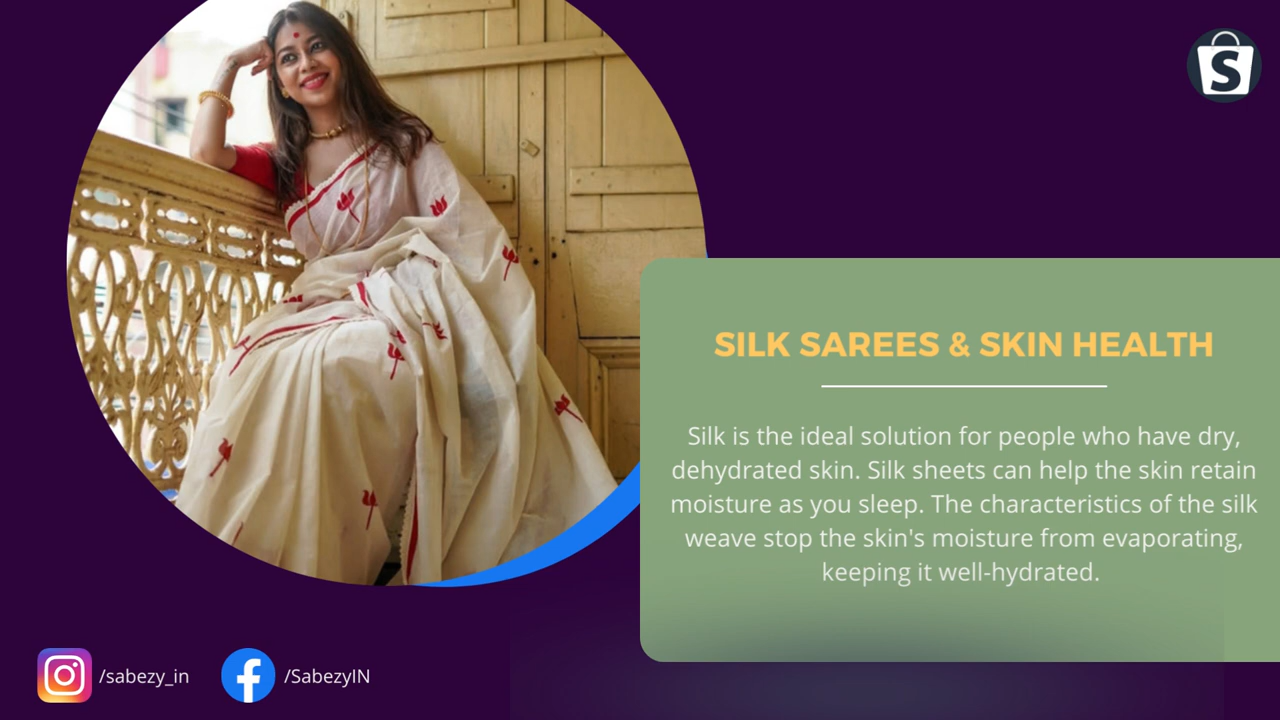 S
SILK SAREES & SKIN HEALTH
Silk is the ideal solution for people who have dry,
dehydrated skin. Silk sheets can help the skin retain
moisture as you sleep. The characteristics of the silk
weave stop the skin's moisture from evaporating,
keeping it well-hydrated.
/sabezy_in
/SabezyIN